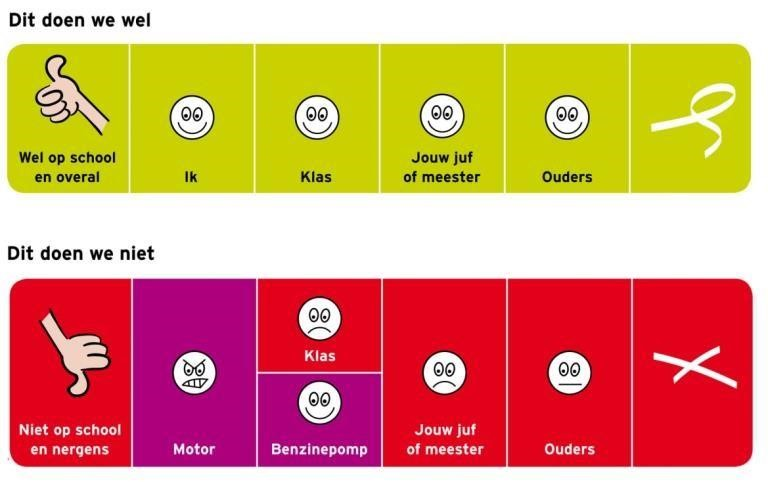 Dit doen we wel
Wel op school
en overal
Ik
Klas
Jouw juf
of meester
Ouders
Dit doen we niet
Niet op school
en nergens
Motor
Klas
Benzinepomp
Jouw juf
of meester
Ouders